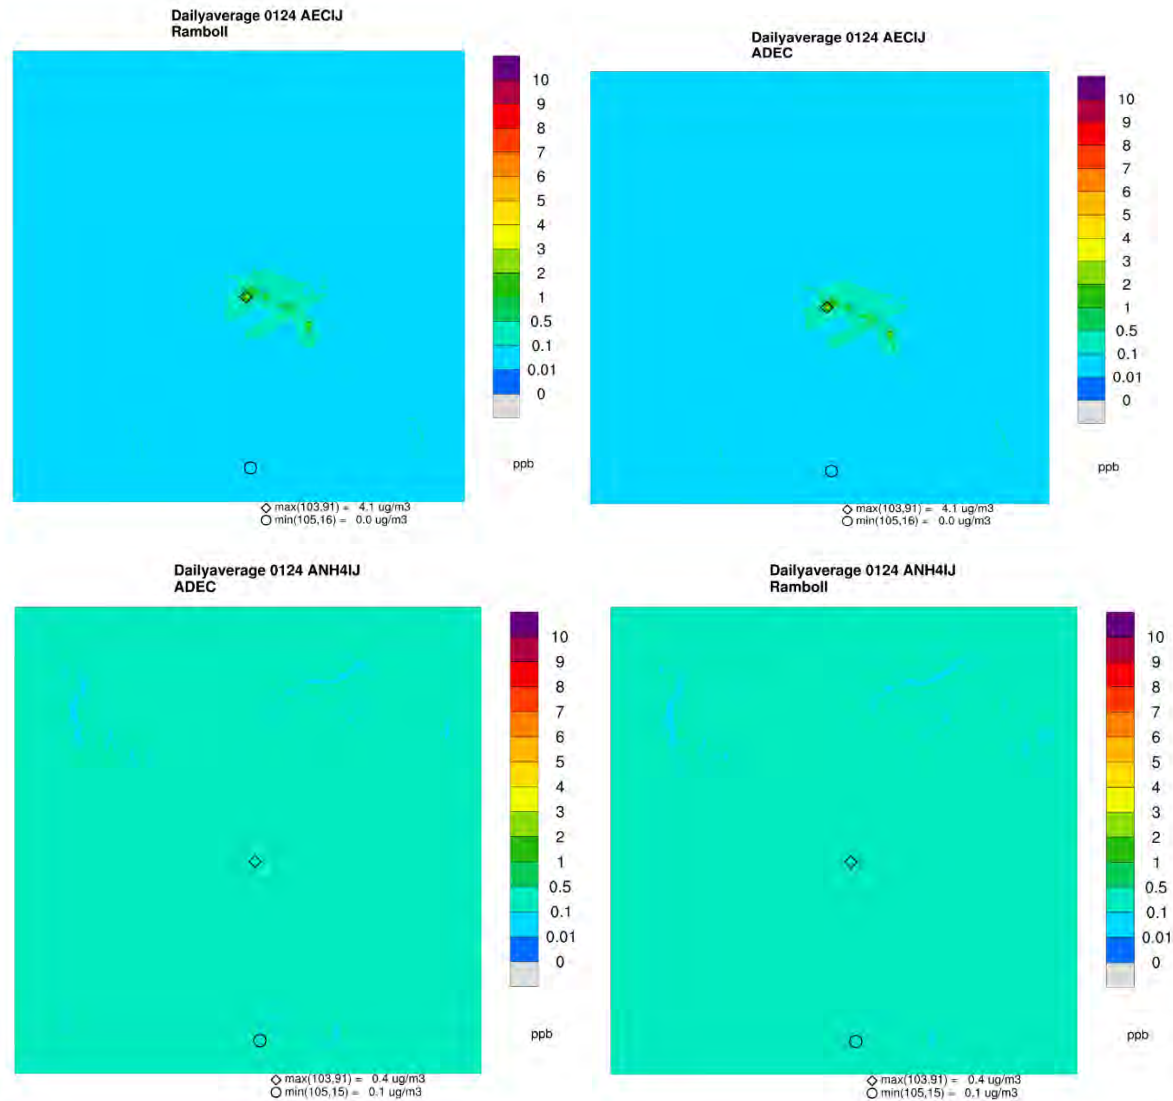 Dailyaverage 0124 AECIJ
Ramboll
10
9
8
7
6
5
4
3
2
1
0.5
0.1
0.01
0
ppb
max(103,91) = 4.1 ug/m3
min(105,16) = 0.0 ug/m3
Dailyaverage 0124 AECIJ
ADEC
10
9
8
7
6
5
4
3
2
1
0.5
0.1
0.01
0
ppb
max(103,91) = 4.1 ug/m3
min(105,16) = 0.0 ug/m3
Dailyaverage 0124 ANH4IJ
ADEC
10
9
8
7
6
5
4
3
2
1
0.5
0.1
0.01
0
ppb
max(103,91) = 0.4 ug/m3
min(105,15) = 0.1 ug/m3
Dailyaverage 0124 ANH4IJ
Ramboll
10
9
8
7
6
5
4
3
2
1
0.5
0.1
0.01
0
ppb
max(103,91) = 0.4 ug/m3
min(105,15) = 0.1 ug/m3